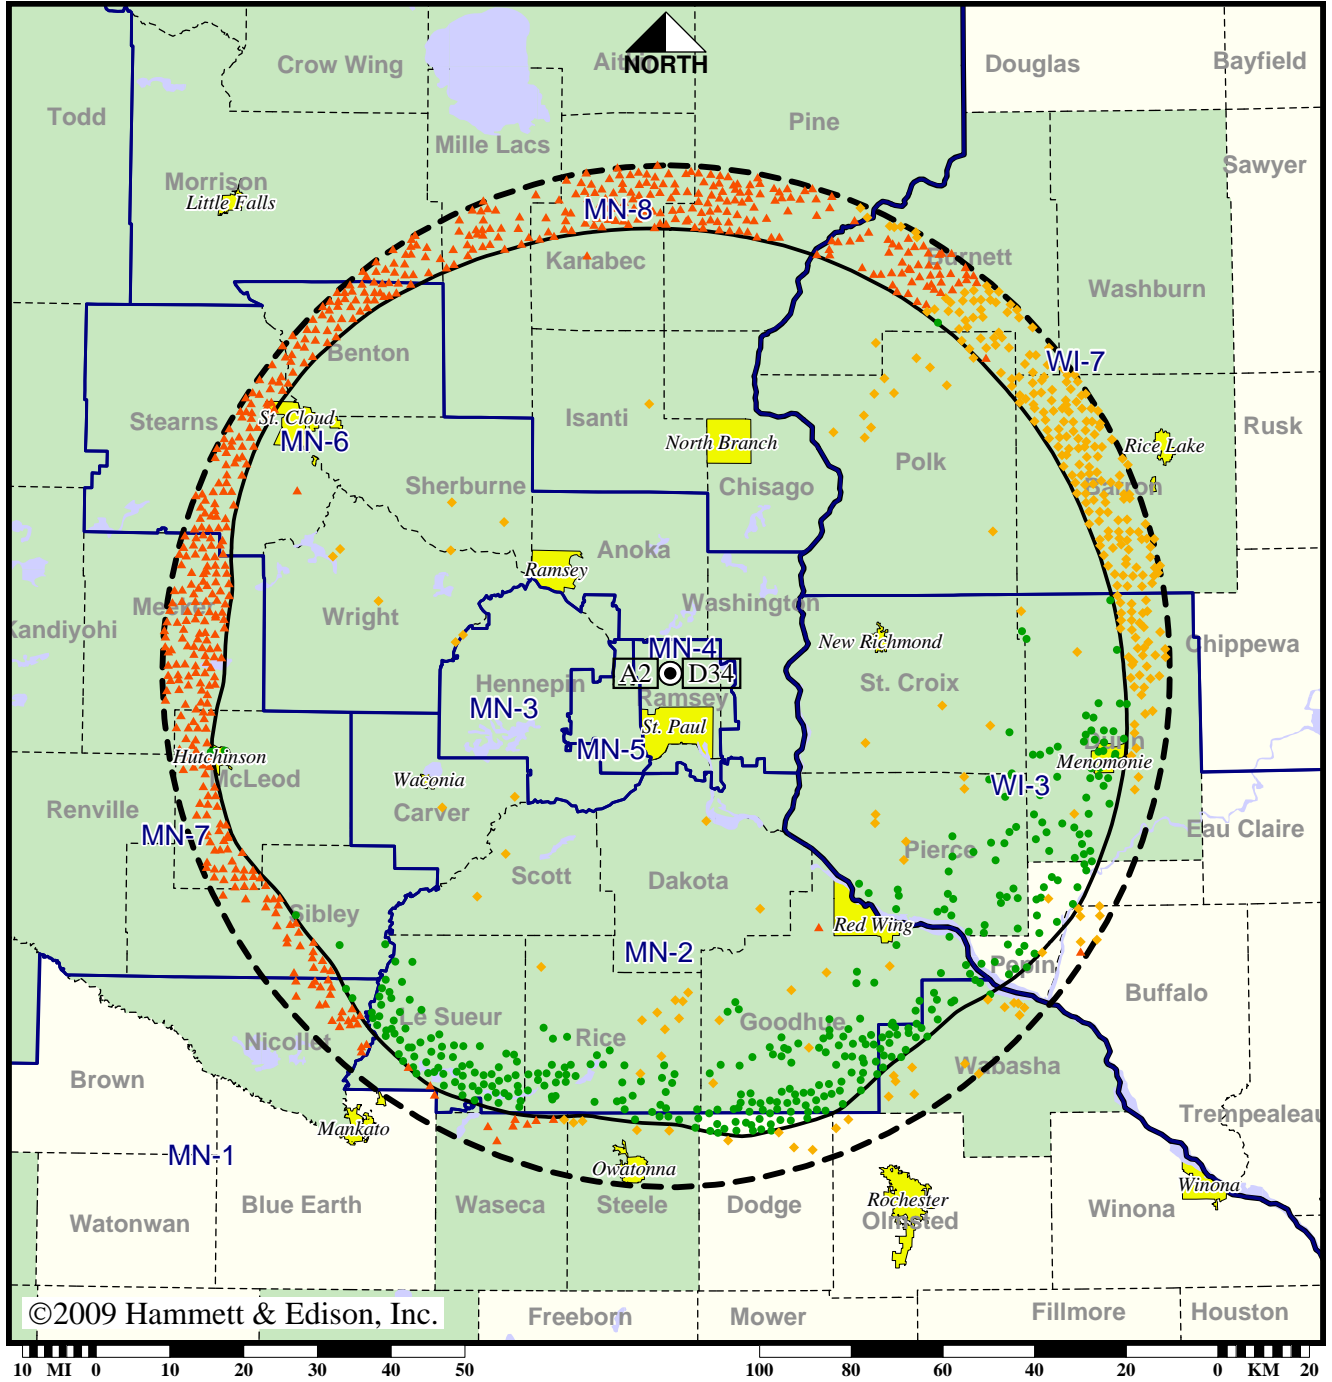 Crow Wing
Aitkin
NORTH
Douglas
Bayfield
Todd
Pine
Mille Lacs
Sawyer
Morrison
Little Falls
MN-8
Kanabec
Burnett
Washburn
Benton
WI-7
Stearns
St. Cloud
MN-6
Isanti
North Branch
Rusk
Rice Lake
Polk
Sherburne
Chisago
Barron
Anoka
Ramsey
Meeker
Wright
Washington
Kandiyohi
New Richmond
Chippewa
MN-4
A2
D34
Hennepin
Ramsey
St. Croix
MN-3
St. Paul
MN-5
Dunn
Hutchinson
Menomonie
McLeod
Waconia
WI-3
Renville
Carver
MN-7
Eau Claire
Pierce
Scott
Dakota
Sibley
Red Wing
MN-2
Pepin
Buffalo
Le Sueur
Goodhue
Nicollet
Rice
Wabasha
Brown
Trempealeau
Mankato
MN-1
Owatonna
Winona
Blue Earth
Waseca
Steele
Dodge
Rochester
Olmsted
Winona
Watonwan
©2009 Hammett & Edison, Inc.
Freeborn
Mower
Fillmore
Houston
10 MI 0 10 20 30 40 50 100 80 60 40 20 0 KM 20